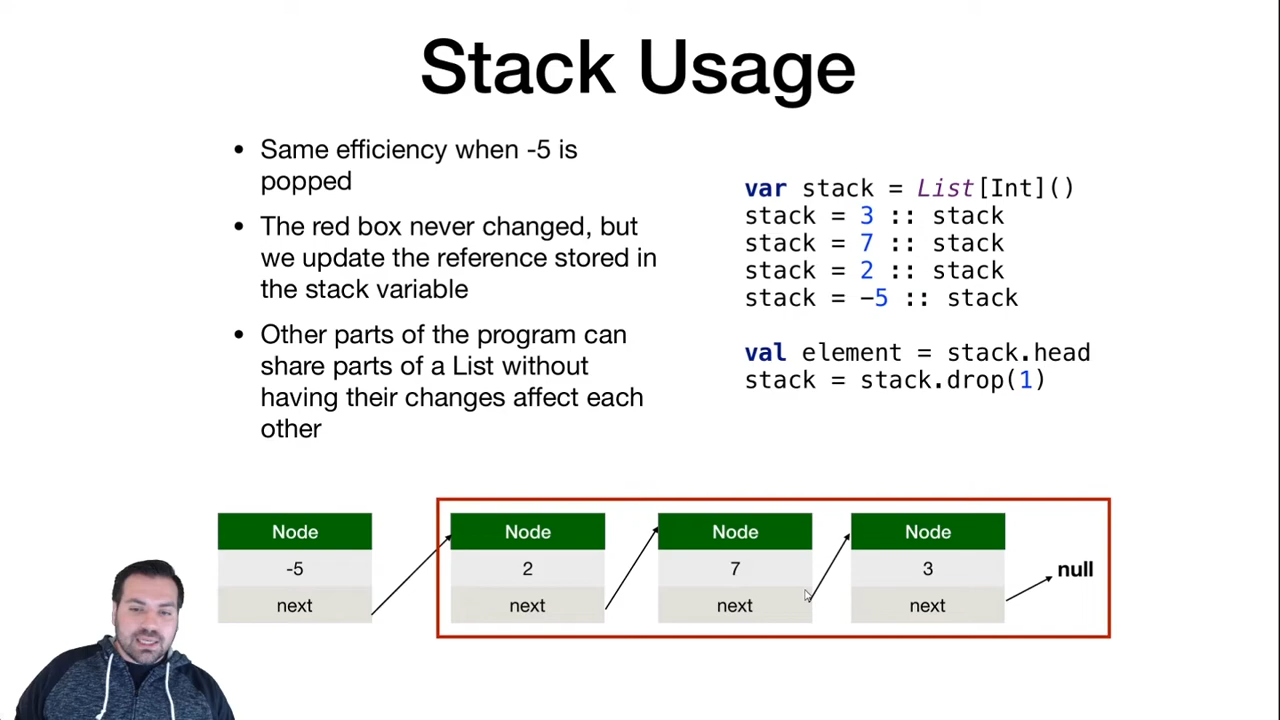 Stack Usage
• Same efficiency when -5 is
popped
• The red box never changed, but
we update the reference stored in
the stack variable
• Other parts of the program can
share parts of a List without
having their changes affect each
other
var stack = List[Int]()
stack = 3 :: stack
stack = 7 :: stack
stack = 2 :: stack
stack = -5 :: stack
val element = stack.head
stack = stack.drop(1)
Node
-5
next
Node
2
next
Node
7
next
Node
3
next
null